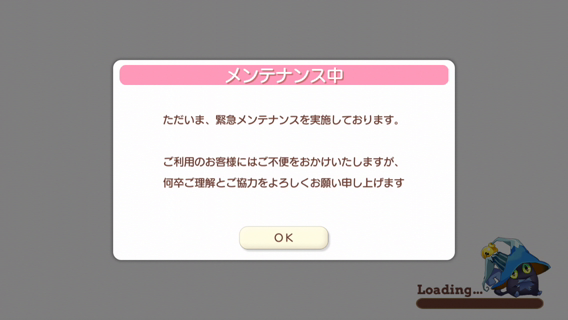 メンテナンス中
ただいま、緊急メンテナンスを実施しております。
ご利用のお客様にはご不便をおかけいたしますが、
何卒ご理解とご協力をよろしくお願い申し上げます
OK
Loading...